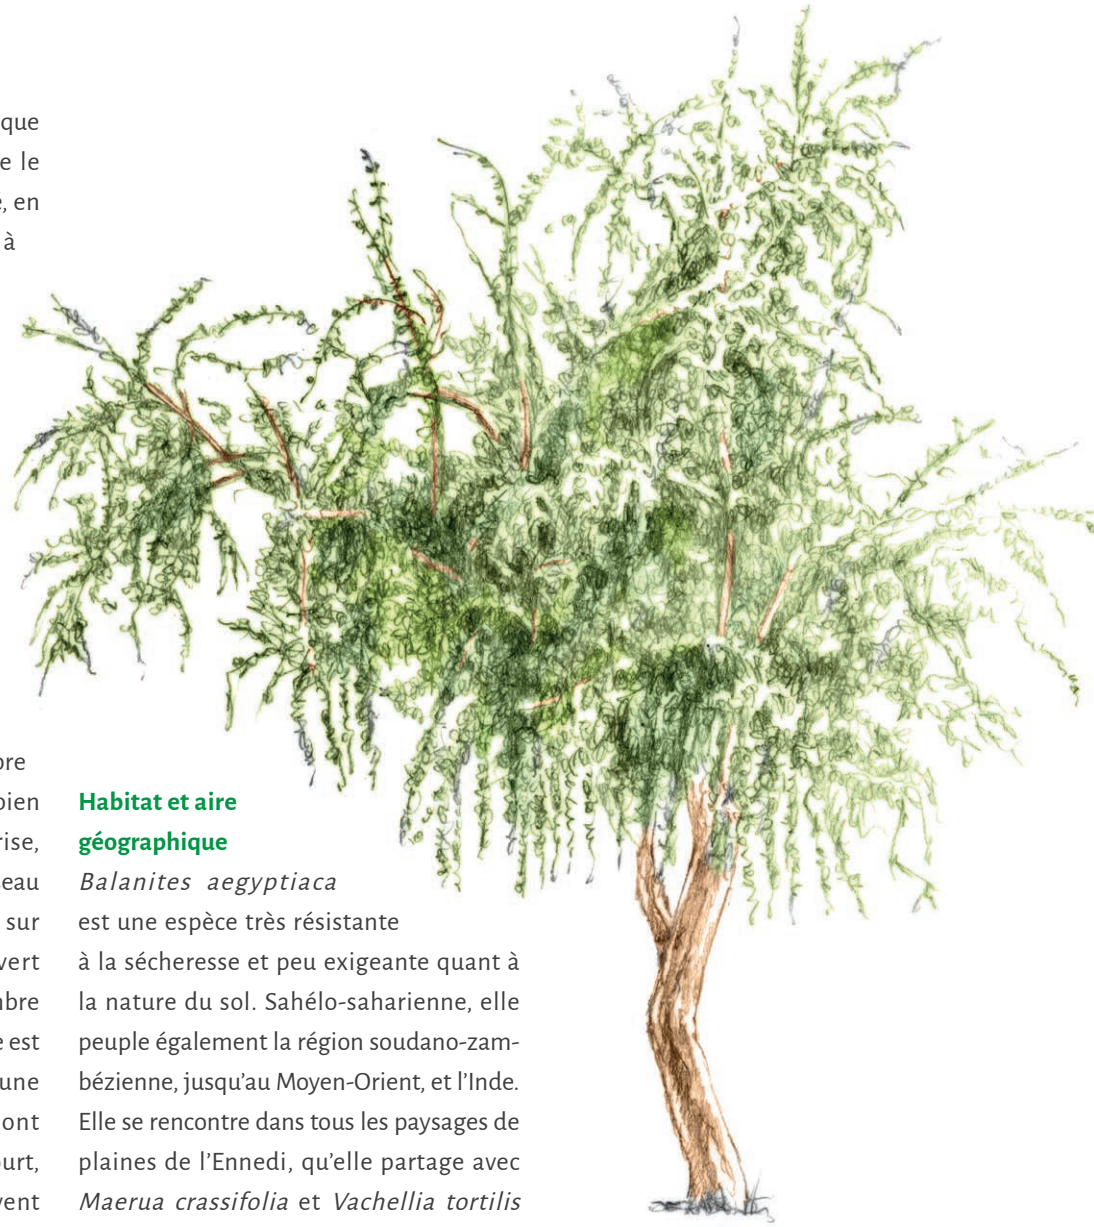 que
e le
, en
à
bre
bien
rise,
eau
sur
vert
mbre
e est
une
ont
ourt,
vent
Habitat et aire
géographique
Balanites aegyptiaca
est une espèce très résistante
à la sécheresse et peu exigeante quant à
la nature du sol. Sahélo-saharienne, elle
peuple également la région soudano-zam-
bézienne, jusqu’au Moyen-Orient, et l’Inde.
Elle se rencontre dans tous les paysages de
plaines de l’Ennedi, qu’elle partage avec
Maerua crassifolia et Vachellia tortilis